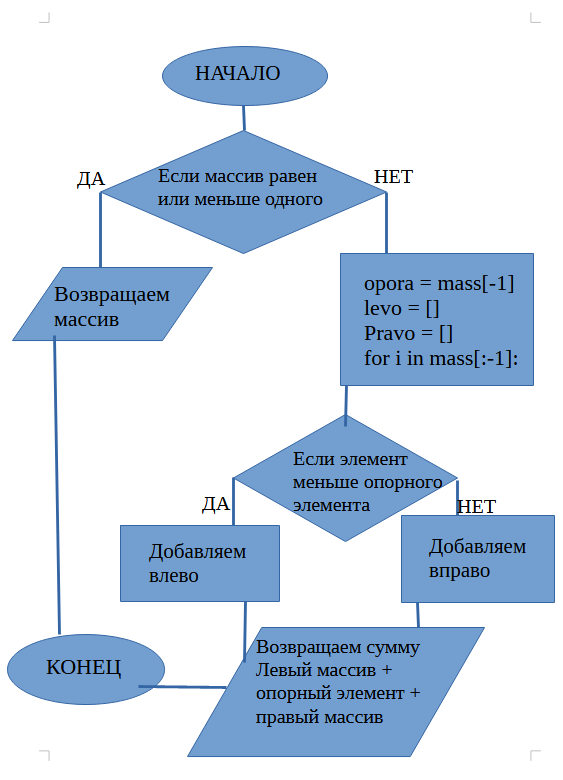 НАЧАЛО
Если массив равен
или меньше одного
ДА
НЕТ
Возвращаем
массив
opora = mass[-1]
levo = []
Pravo = []
for i in mass[:-1]:
Если элемент
меньше опорного
элемента
ДА
НЕТ
Добавляем
влево
Добавляем
вправо
Возвращаем сумму
Левый массив +
опорный элемент +
правый массив
КОНЕЦ